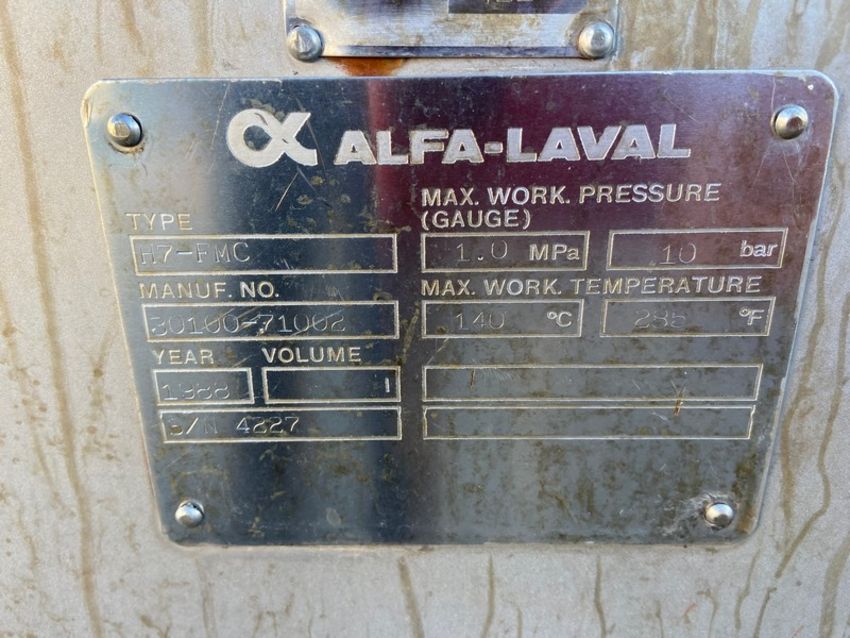 ALFA-LAVAL
MAX. WORK. PRESSURE
TYPE (GAUGE)
H7-FMC 1.0 MPa 10 bar
MANUF. NO. MAX. WORK. TEMPERATURE
30100-71002 140 °C 285 °F
YEAR VOLUME
1988 l
S/N 4827